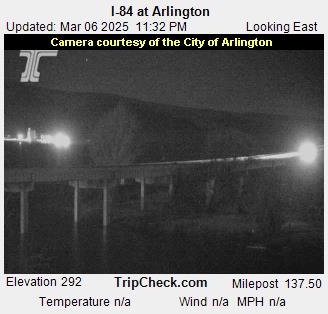 I-84 at Arlington
Updated: Mar 06 2025 11:32 PM Looking East
Camera courtesy of the City of Arlington
Elevation 292 TripCheck.com Milepost 137.50
Temperature n/a Wind n/a MPH n/a